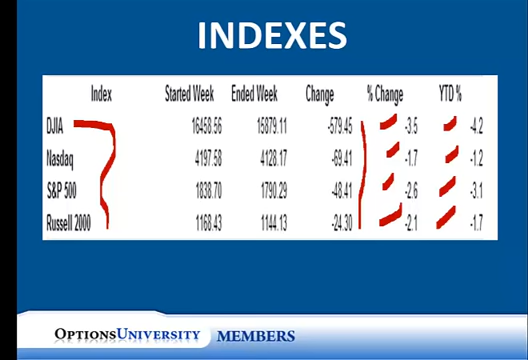 INDEXES
Index Started Week Ended Week Change % Change YTD %
DJIA 16458.56 15879.11 -579.45 -3.5 -4.2
Nasdaq 4197.58 4128.17 -69.41 -1.7 -1.2
S&P 500 1838.70 1790.29 -48.41 -2.6 -3.1
Russell 2000 1168.43 1144.13 -24.30 -2.1 -1.7
OPTIONSUNIVERSITY MEMBERS